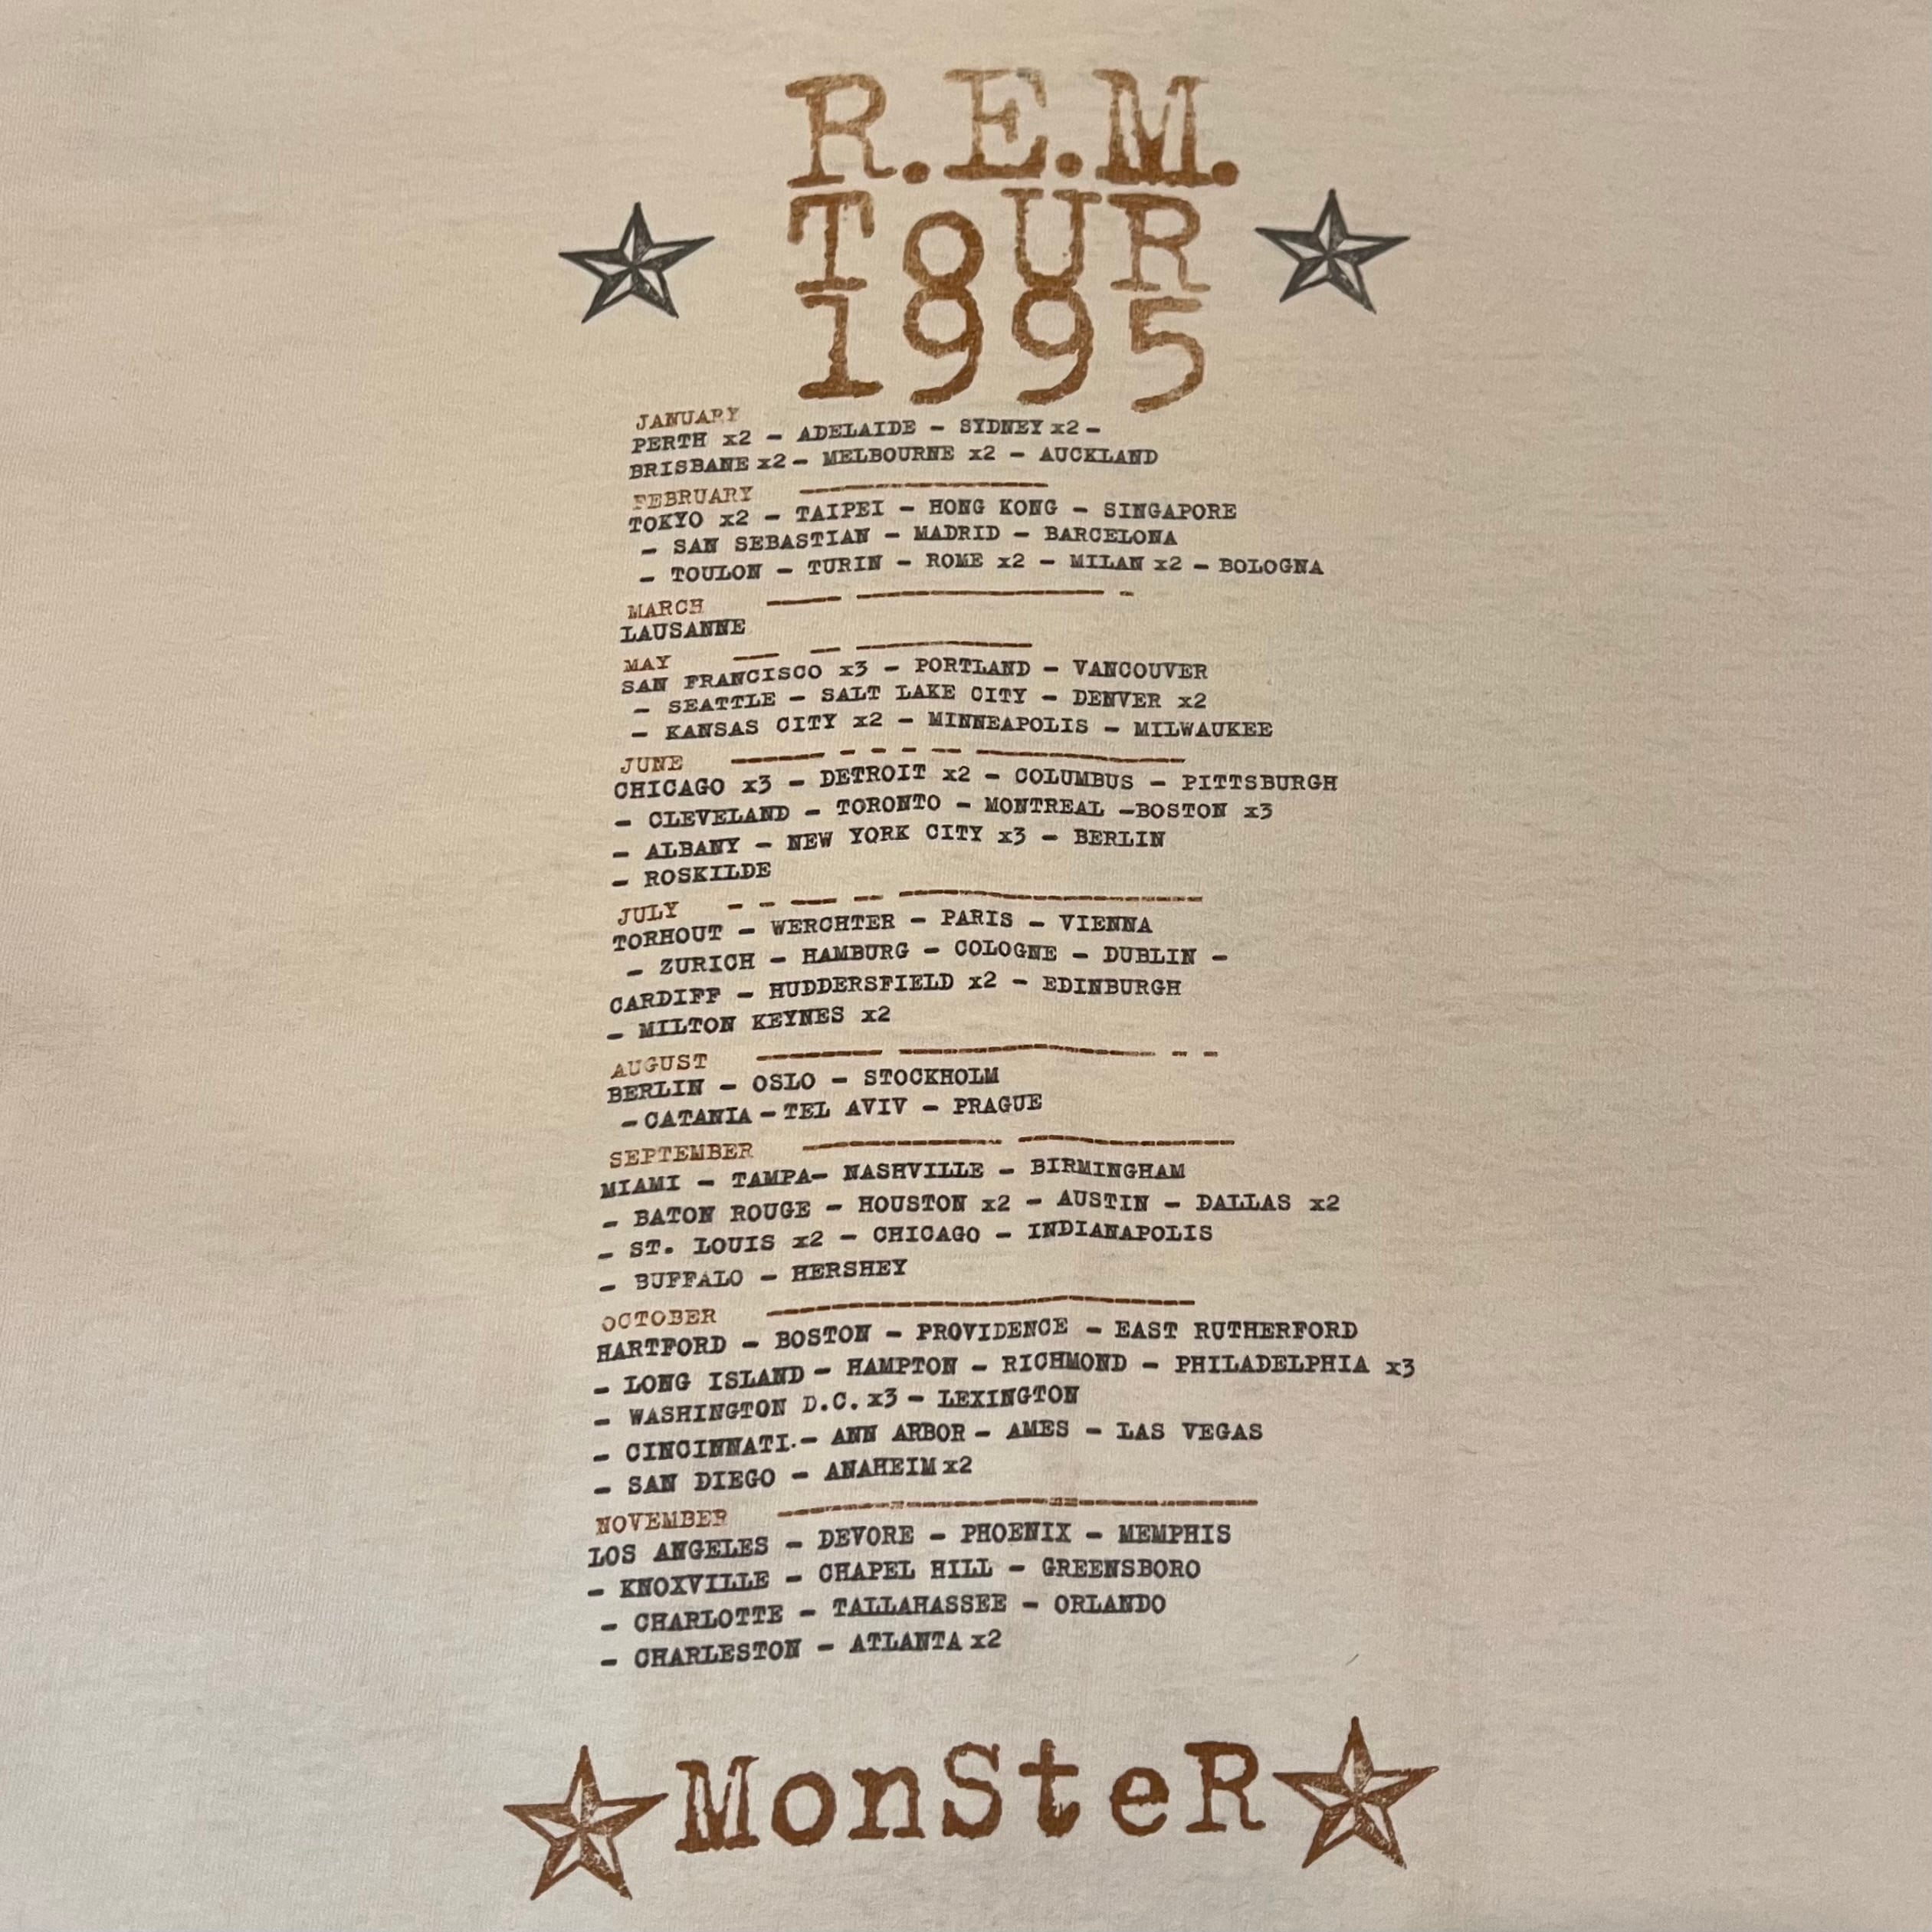 R.E.M.
TOUR
1995
JANUARY
PERTH x2 - ADELAIDE - SYDNEY x2 -
BRISBANE x2 - MELBOURNE x2 - AUCKLAND
FEBRUARY
TOKYO x2 - TAIPEI - HONG KONG - SINGAPORE
- SAN SEBASTIAN - MADRID - BARCELONA
- TOULON - TURIN - ROME x2 - MILAN x2 - BOLOGNA
MARCH
LAUSANNE
MAY
SAN FRANCISCO x3 - PORTLAND - VANCOUVER
- SEATTLE - SALT LAKE CITY - DENVER x2
- KANSAS CITY x2 - MINNEAPOLIS - MILWAUKEE
JUNE
CHICAGO x3 - DETROIT x2 - COLUMBUS - PITTSBURGH
- CLEVELAND - TORONTO - MONTREAL -BOSTON x3
- ALBANY - NEW YORK CITY x3 - BERLIN
- ROSKILDE
JULY
TORHOUT - WERCHTER - PARIS - VIENNA
- ZURICH - HAMBURG - COLOGNE - DUBLIN -
CARDIFF - HUDDERSFIELD x2 - EDINBURGH
- MILTON KEYNES x2
AUGUST
BERLIN - OSLO - STOCKHOLM
- CATANIA - TEL AVIV - PRAGUE
SEPTEMBER
MIAMI - TAMPA- NASHVILLE - BIRMINGHAM
- BATON ROUGE - HOUSTON x2 - AUSTIN - DALLAS x2
- ST. LOUIS x2 - CHICAGO - INDIANAPOLIS
- BUFFALO - HERSHEY
OCTOBER
HARTFORD - BOSTON - PROVIDENCE - EAST RUTHERFORD
- LONG ISLAND - HAMPTON - RICHMOND - PHILADELPHIA x3
- WASHINGTON D.C. x3 - LEXINGTON
- CINCINNATI.- ANN ARBOR - AMES - LAS VEGAS
- SAN DIEGO - ANAHEIM x2
NOVEMBER
LOS ANGELES - DEVORE - PHOENIX - MEMPHIS
- KNOXVILLE - CHAPEL HILL - GREENSBORO
- CHARLOTTE - TALLAHASSEE - ORLANDO
- CHARLESTON - ATLANTA x2
MonSteR